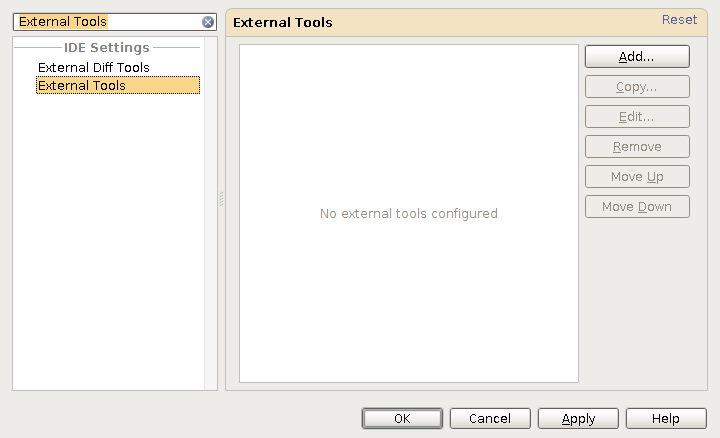 External Tools
IDE Settings
External Diff Tools
External Tools
External Tools
Reset
No external tools configured
Add...
Copy...
Edit...
Remove
Move Up
Move Down
OK
Cancel
Apply
Help